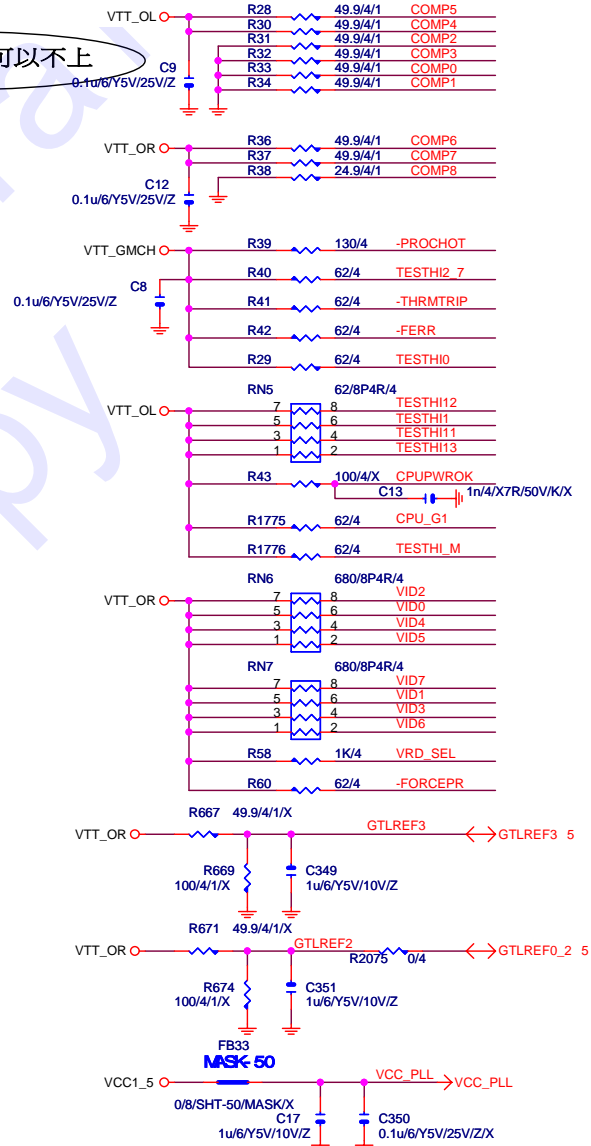 VTT_OL
R28 49.9/4/1 COMP5
R30 49.9/4/1 COMP4
R31 49.9/4/1 COMP2
R32 49.9/4/1 COMP3
R33 49.9/4/1 COMP0
R34 49.9/4/1 COMP1
可以不上
C9
0.1u/6/Y5V/25V/Z
VTT_OR
R36 49.9/4/1 COMP6
R37 49.9/4/1 COMP7
R38 24.9/4/1 COMP8
C12
0.1u/6/Y5V/25V/Z
VTT_GMCH
R39 130/4 -PROCHOT
R40 62/4 TESTHI2_7
C8
0.1u/6/Y5V/25V/Z
R41 62/4 -THRMTRIP
R42 62/4 -FERR
R29 62/4 TESTHI0
RN5 62/8P4R/4
VTT_OL
7 8 TESTHI12
5 6 TESTHI1
3 4 TESTHI11
1 2 TESTHI13
R43 100/4/X CPUPWROK
C13 1n/4/X7R/50V/K/X
R1775 62/4 CPU_G1
R1776 62/4 TESTHI_M
RN6 680/8P4R/4
VTT_OR
7 8 VID2
5 6 VID0
3 4 VID4
1 2 VID5
RN7 680/8P4R/4
7 8 VID7
5 6 VID1
3 4 VID3
1 2 VID6
R58 1K/4 VRD_SEL
R60 62/4 -FORCEPR
R667 49.9/4/1/X
VTT_OR GTLREF3 GTLREF3 5
R669
100/4/1/X
C349
1u/6/Y5V/10V/Z
R671 49.9/4/1/X
VTT_OR GTLREF2 R2075 0/4 GTLREF0_2 5
R674
100/4/1/X
C351
1u/6/Y5V/10V/Z
FB33
MASK-50
VCC1_5 VCC_PLL VCC_PLL
0/8/SHT-50/MASK/X
C17
1u/6/Y5V/10V/Z
C350
0.1u/6/Y5V/25V/Z/X